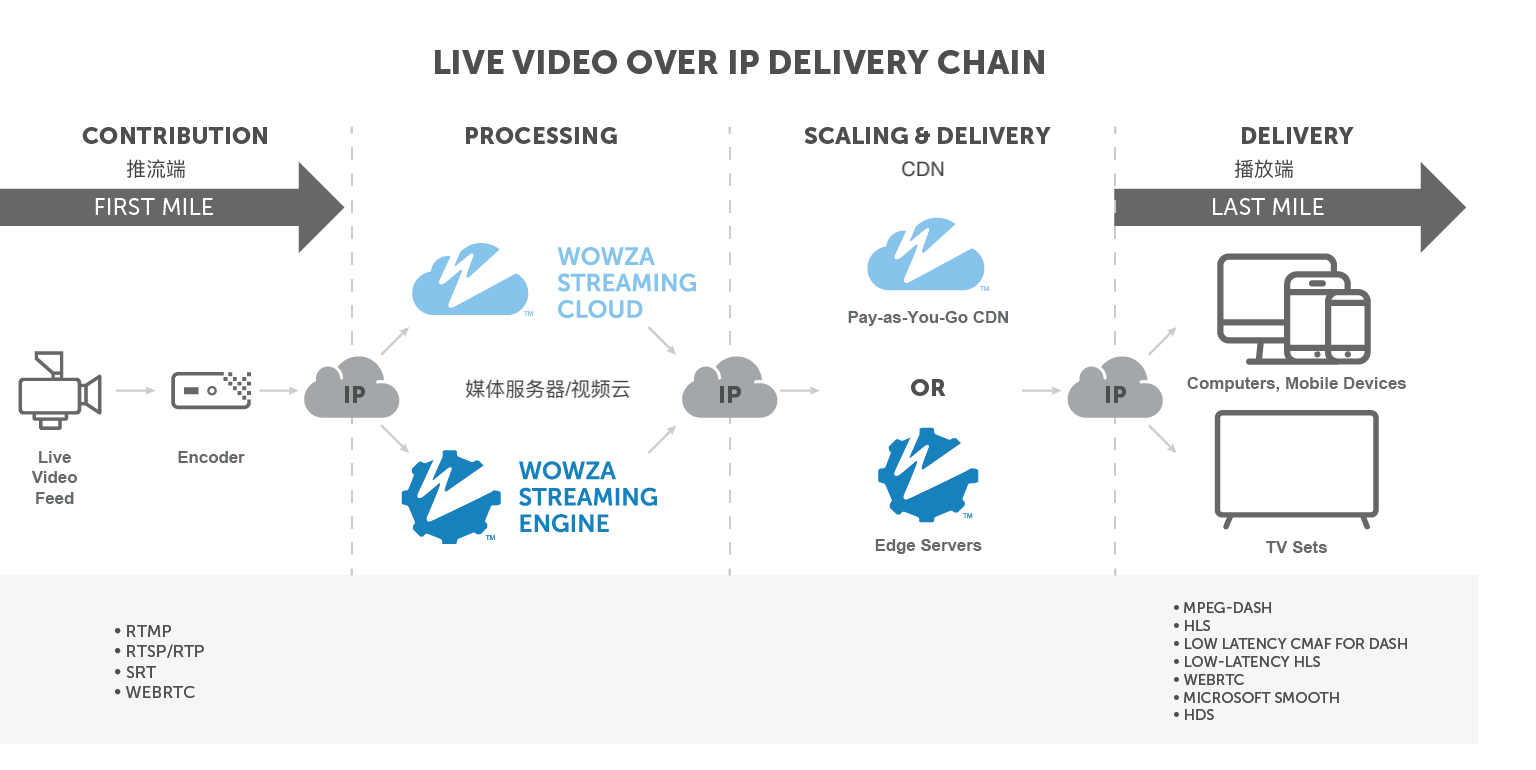 LIVE VIDEO OVER IP DELIVERY CHAIN
CONTRIBUTION
推流端
FIRST MILE
PROCESSING
SCALING & DELIVERY
CDN
DELIVERY
播放端
LAST MILE
Live
Video
Feed
Encoder
IP
WOWZA
STREAMING
CLOUD
TM
媒体服务器/视频云
WOWZA
STREAMING
ENGINE
TM
IP
TM
Pay-as-You-Go CDN
OR
TM
Edge Servers
IP
Computers, Mobile Devices
TV Sets
• RTMP
• RTSP/RTP
• SRT
• WEBRTC
• MPEG-DASH
• HLS
• LOW LATENCY CMAF FOR DASH
• LOW-LATENCY HLS
• WEBRTC
• MICROSOFT SMOOTH
• HDS